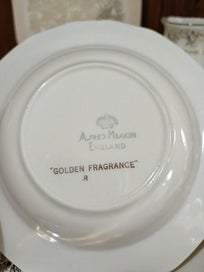 ALFRED MEAKIN
ENGLAND
"GOLDEN FRAGRANCE"
R